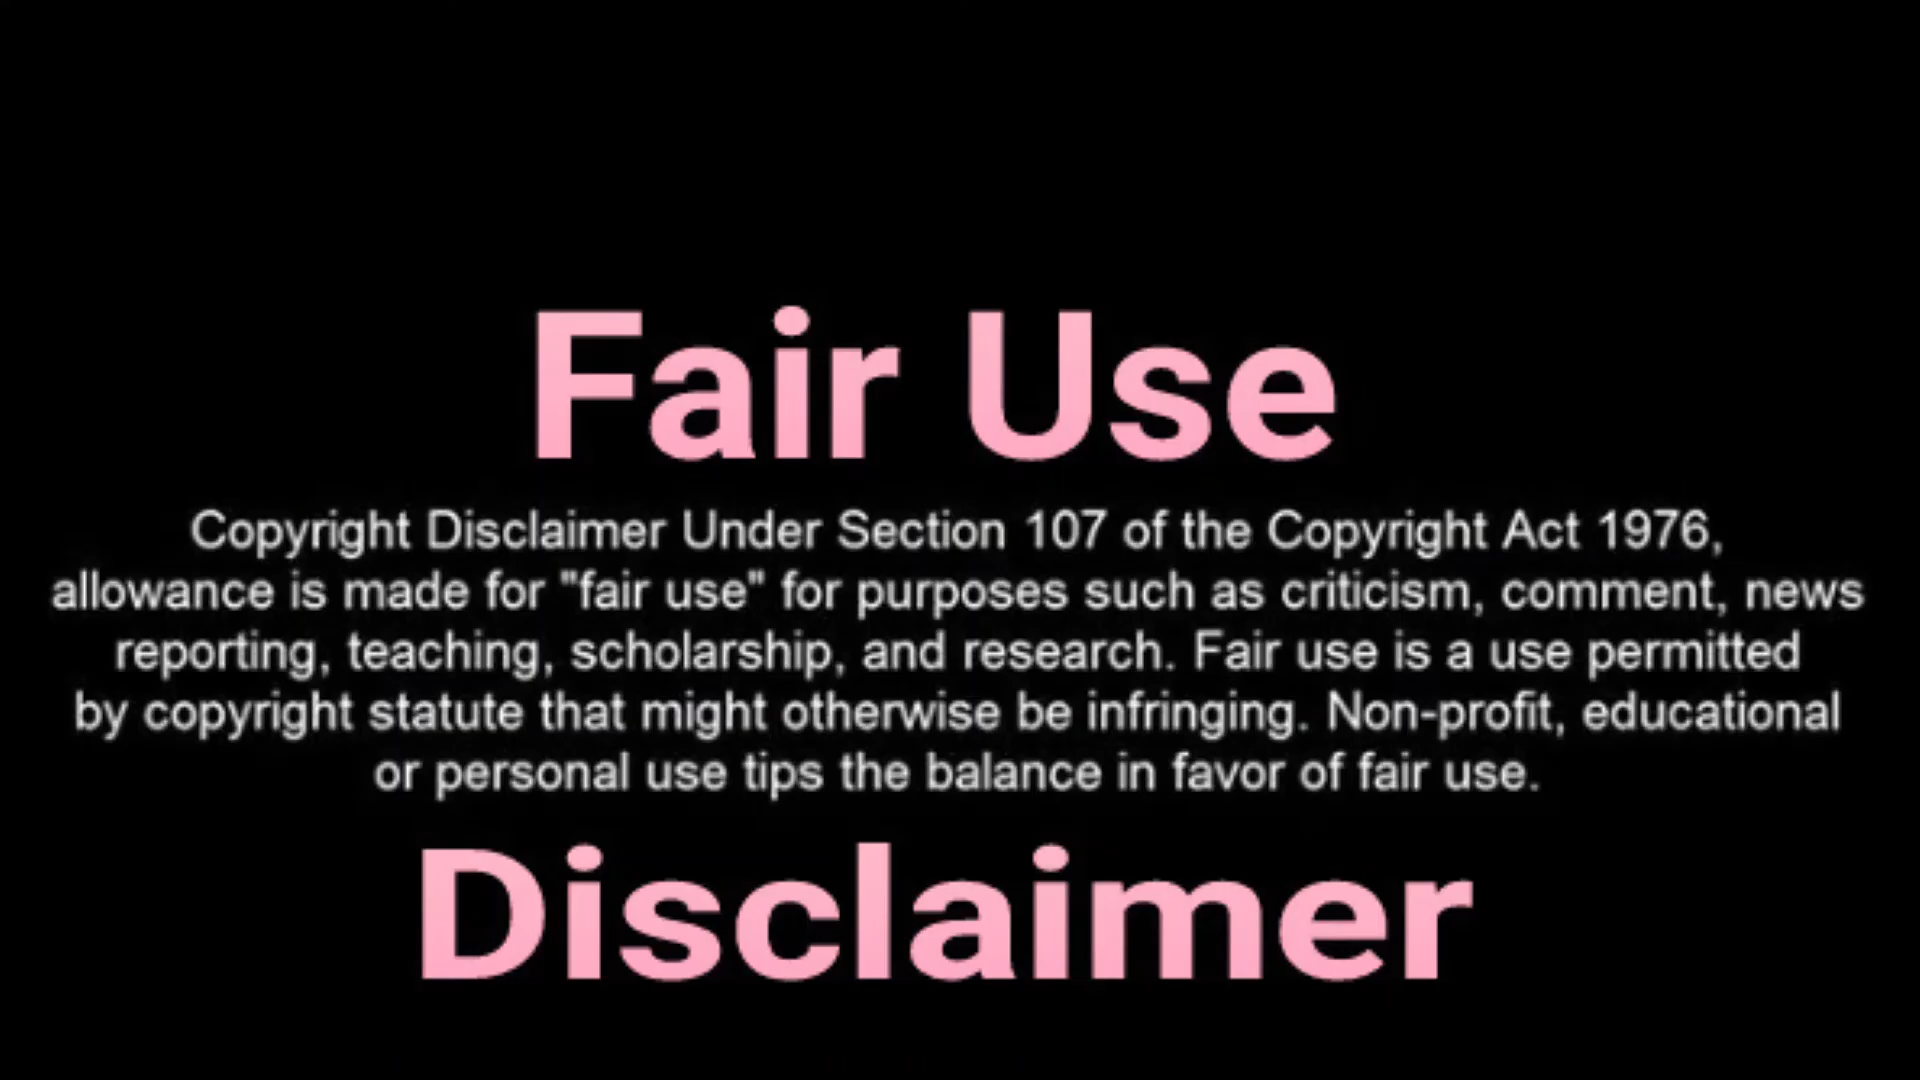 Fair Use
Copyright Disclaimer Under Section 107 of the Copyright Act 1976,
allowance is made for "fair use" for purposes such as criticism, comment, news
reporting, teaching, scholarship, and research. Fair use is a use permitted
by copyright statute that might otherwise be infringing. Non-profit, educational
or personal use tips the balance in favor of fair use.
Disclaimer